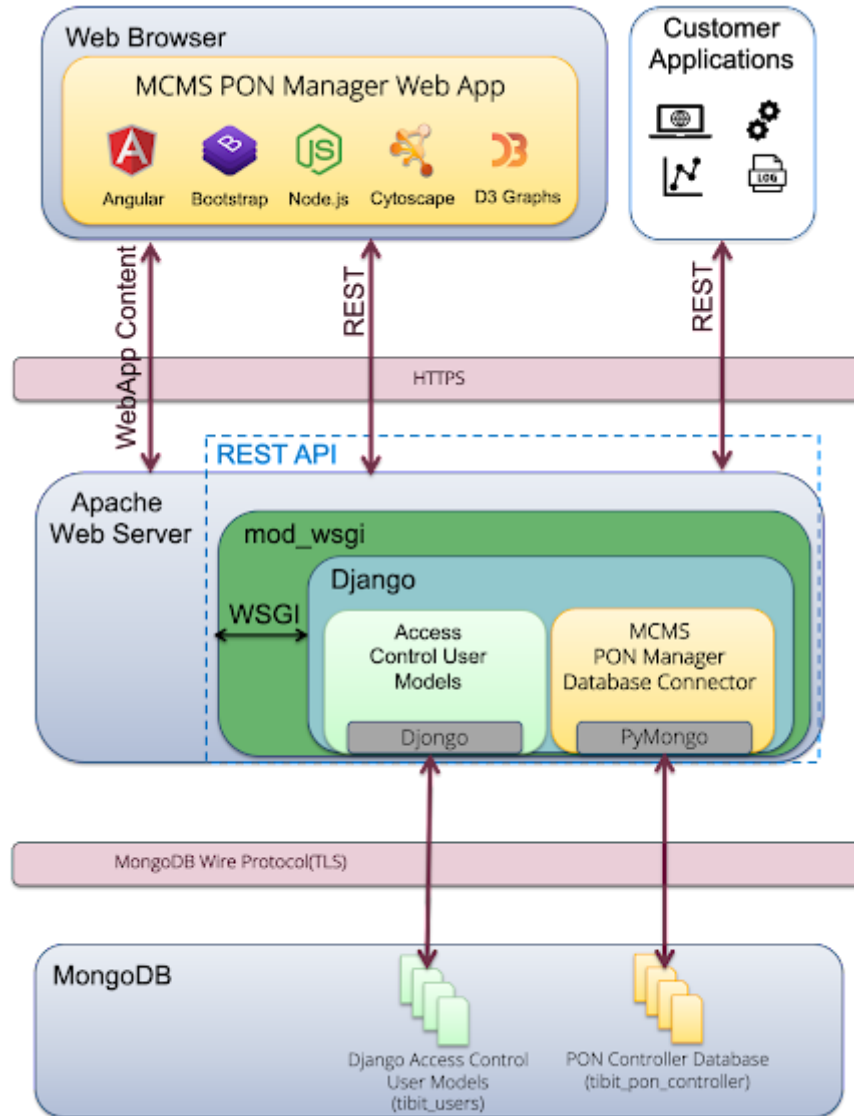 Web Browser
MCMS PON Manager Web App
Angular
Bootstrap
Node.js
Cytoscape
D3 Graphs
Customer
Applications
LOG
WebApp Content
REST
REST
HTTPS
REST API
Apache
Web Server
mod_wsgi
Django
WSGI
Access
Control User
Models
Djongo
MCMS
PON Manager
Database Connector
PyMongo
MongoDB Wire Protocol(TLS)
MongoDB
Django Access Control
User Models
(tibit_users)
PON Controller Database
(tibit_pon_controller)